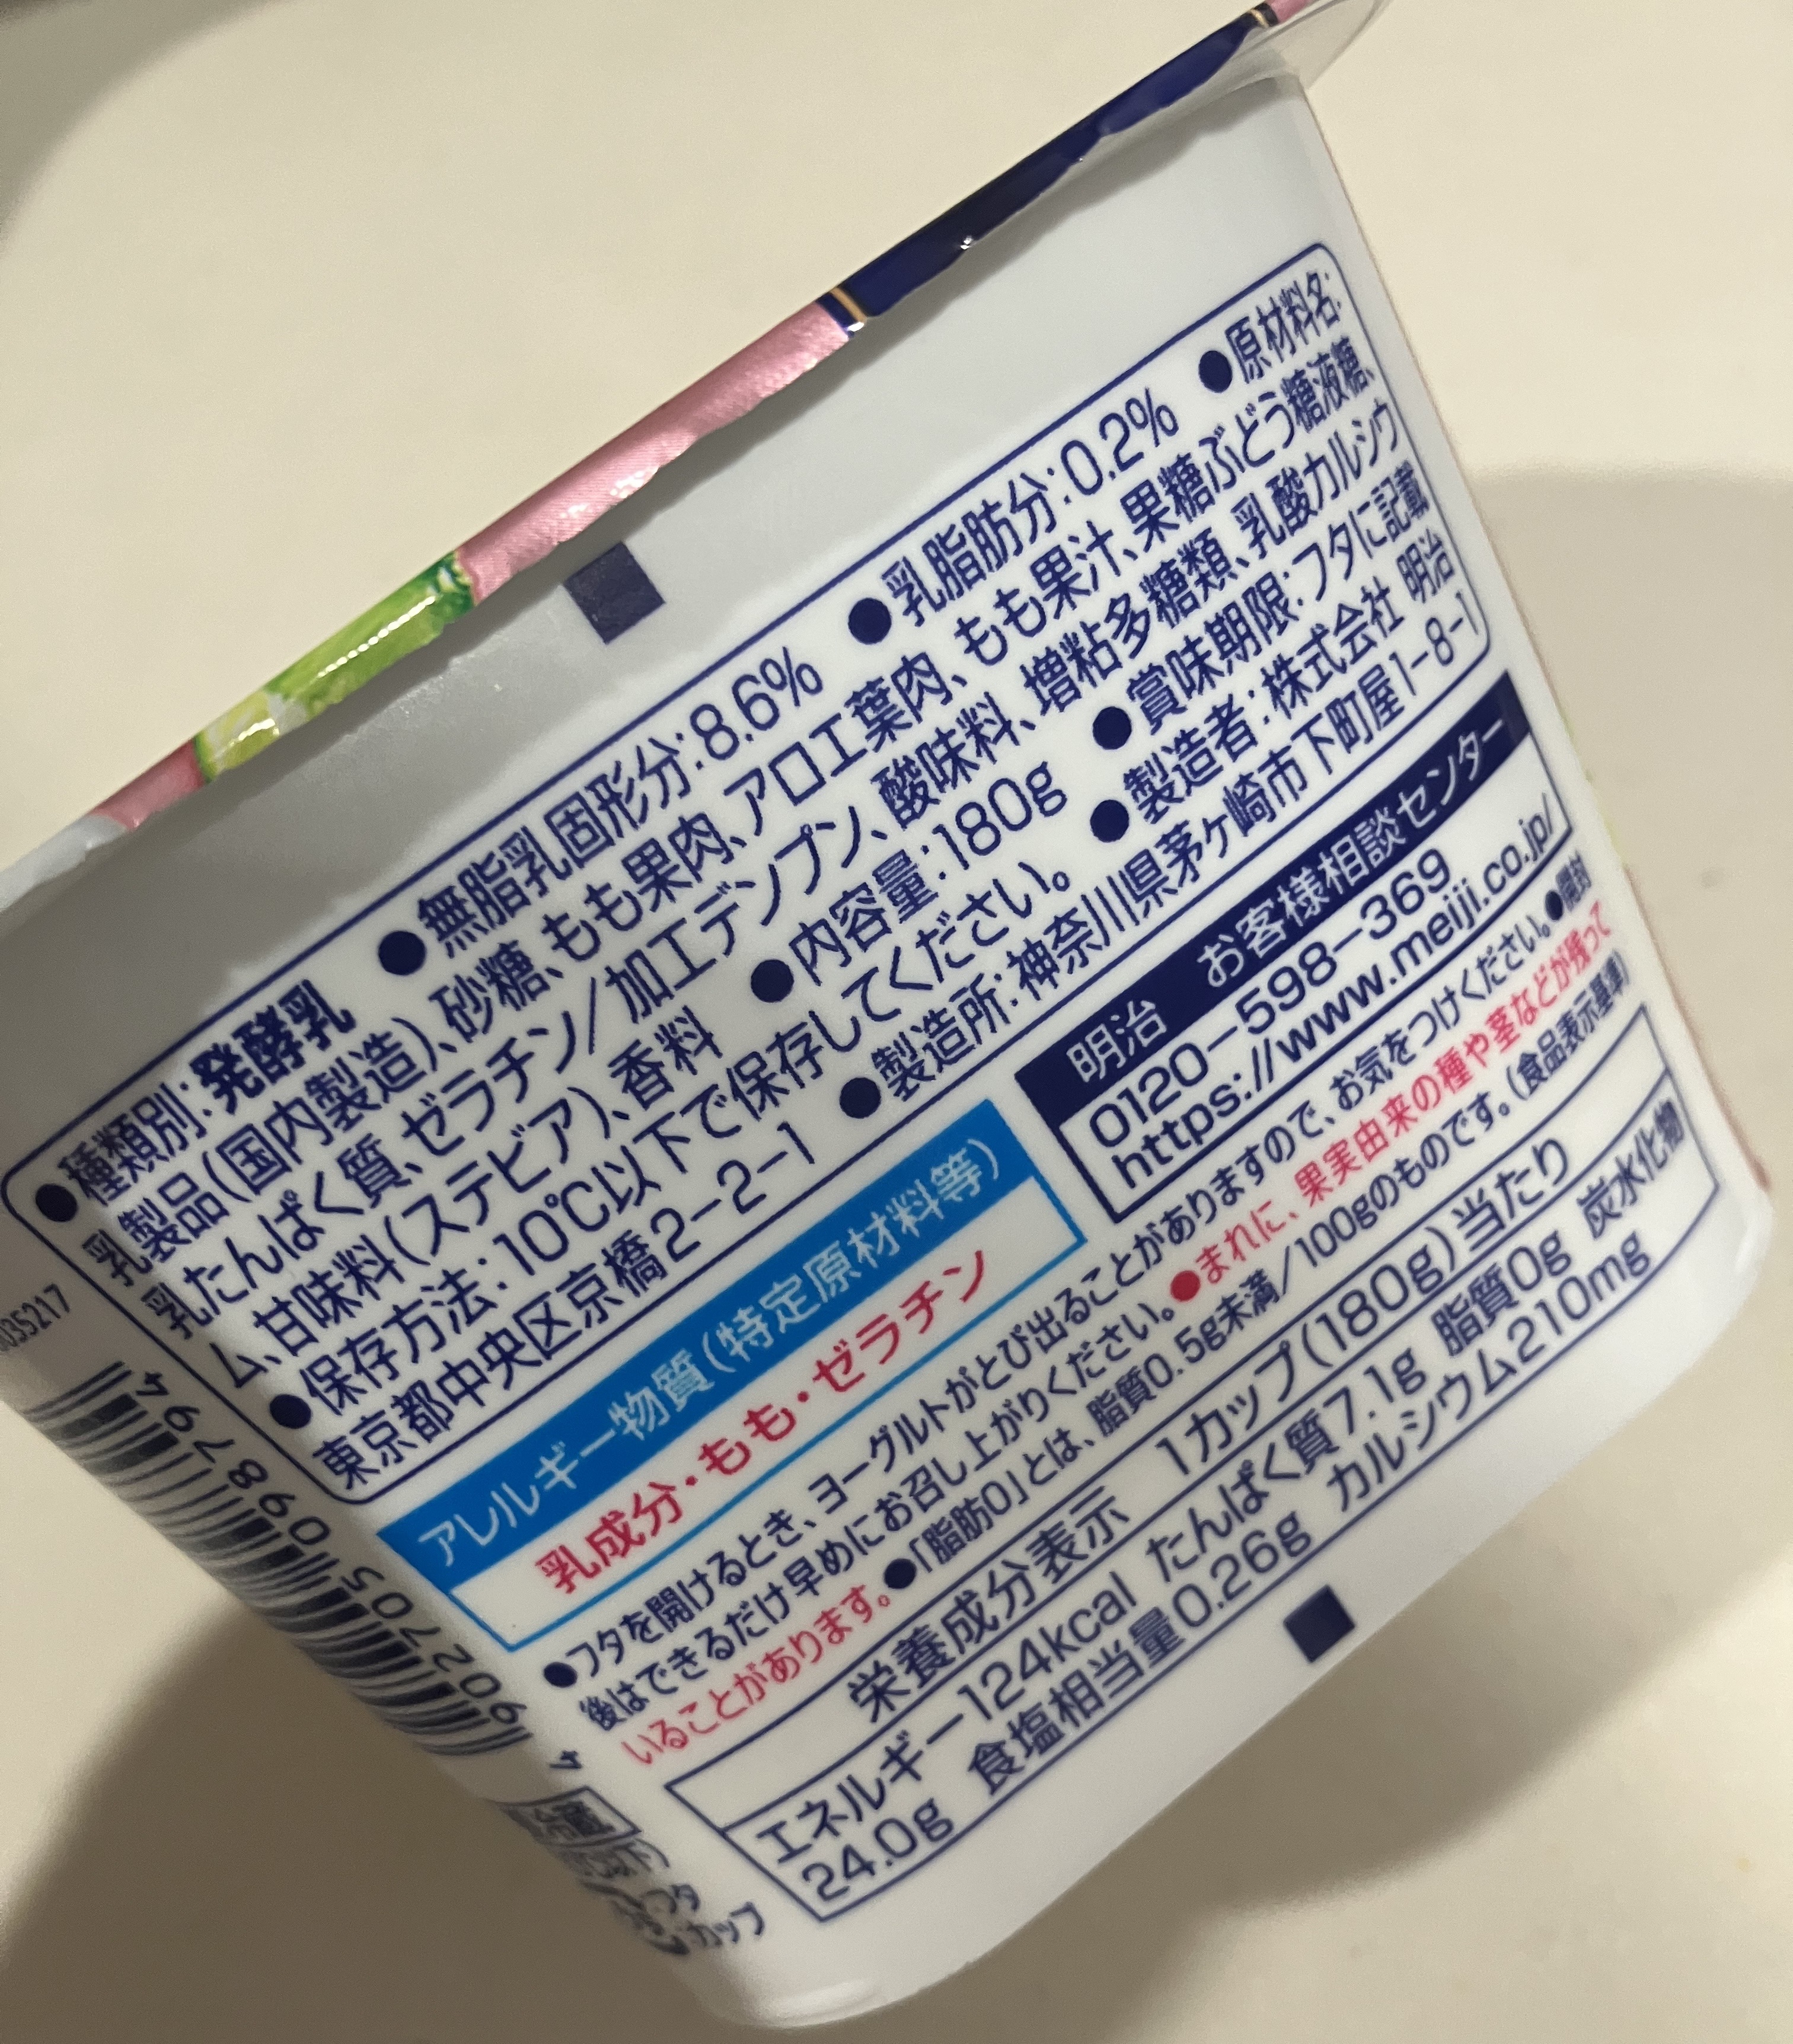 ●種類別:発酵乳 ●無脂乳固形分:8.6% ●乳脂肪分:0.2% ●原材料名:
乳製品(国内製造)、砂糖、もも果肉、アロエ葉肉、もも果汁、果糖ぶどう糖液糖、
乳たんぱく質、ゼラチン/加工デンプン、酸味料、増粘多糖類、乳酸カルシウ
ム、甘味料(ステビア)、香料 ●内容量:180g ●賞味期限:フタに記載
●保存方法:10℃以下で保存してください。 ●製造者:株式会社 明治
東京都中央区京橋2-2-1 ●製造所:神奈川県茅ヶ崎市下町屋1-8-1
アレルギー物質(特定原材料等)
乳成分・もも・ゼラチン
明治 お客様相談センター
0120-598-369
https://www.meiji.co.jp/
●フタを開けるとき、ヨーグルトがとび出ることがありますので、お気をつけください。●開封
後はできるだけ早めにお召し上がりください。●まれに、果実由来の種や茎などが残って
いることがあります。●「脂肪0」とは、脂質0.5g未満/100gのものです。(食品表示基準)
栄養成分表示 1カップ(180g)当たり
エネルギー124kcal たんぱく質7.1g 脂質0g 炭水化物
24.0g 食塩相当量0.26g カルシウム210mg
035217
4 902705 098794
フタ
カップ